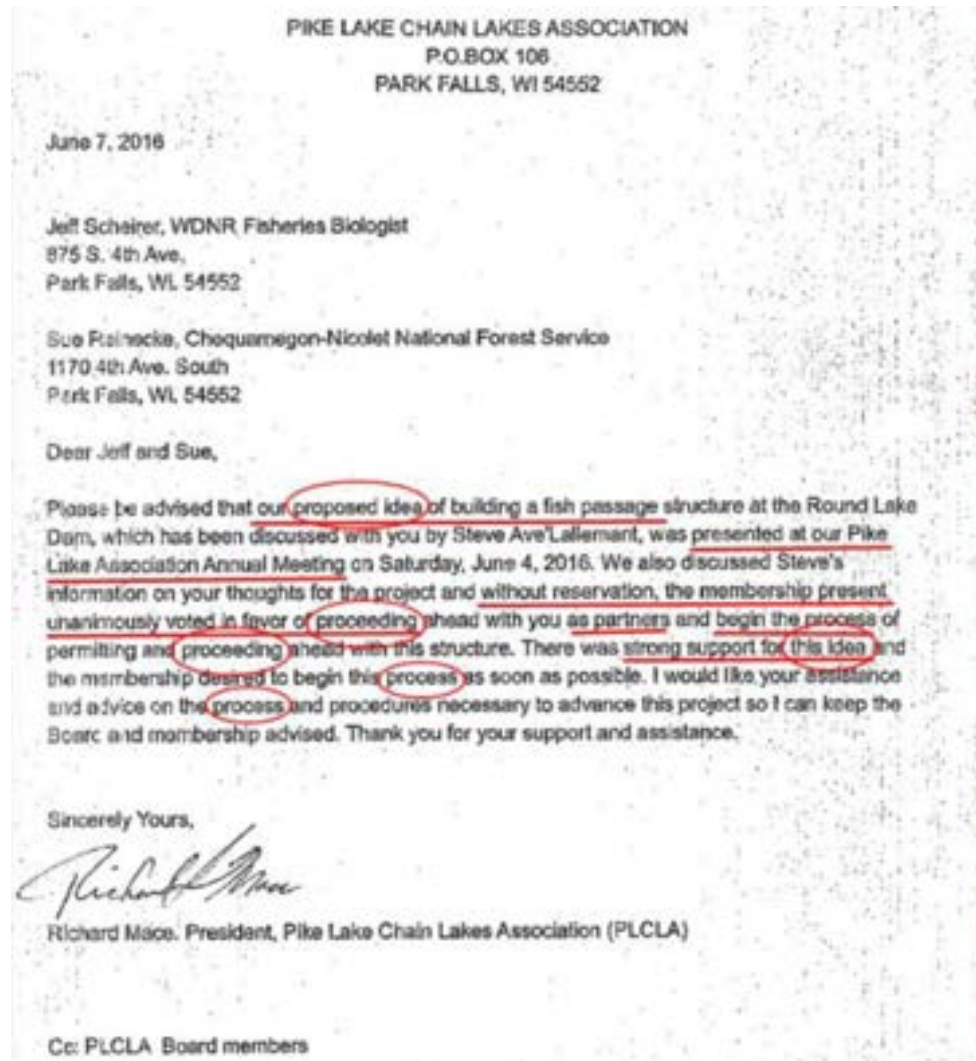 PIKE LAKE CHAIN LAKES ASSOCIATION
P.O.BOX 106
PARK FALLS, WI 54552
June 7, 2016
Jeff Scheirer, WDNR Fisheries Biologist
875 S. 4th Ave.
Park Falls, WI. 54552
Sue Reinecke, Chequamegon-Nicolet National Forest Service
1170 4th Ave. South
Park Falls, WI. 54552
Dear Jeff and Sue,
Please be advised that our proposed idea of building a fish passage structure at the Round Lake
Dam, which has been discussed with you by Steve Ave'Lallemant, was presented at our Pike
Lake Association Annual Meeting on Saturday, June 4, 2016. We also discussed Steve's
information on your thoughts for the project and without reservation, the membership present
unanimously voted in favor of proceeding ahead with you as partners and begin the process of
permitting and proceeding ahead with this structure. There was strong support for this idea and
the membership desired to begin this process as soon as possible. I would like your assistance
and advice on the process and procedures necessary to advance this project so I can keep the
Board and membership advised. Thank you for your support and assistance.
Sincerely Yours,
Richard Mace
Richard Mace. President, Pike Lake Chain Lakes Association (PLCLA)
Cc: PLCLA Board members